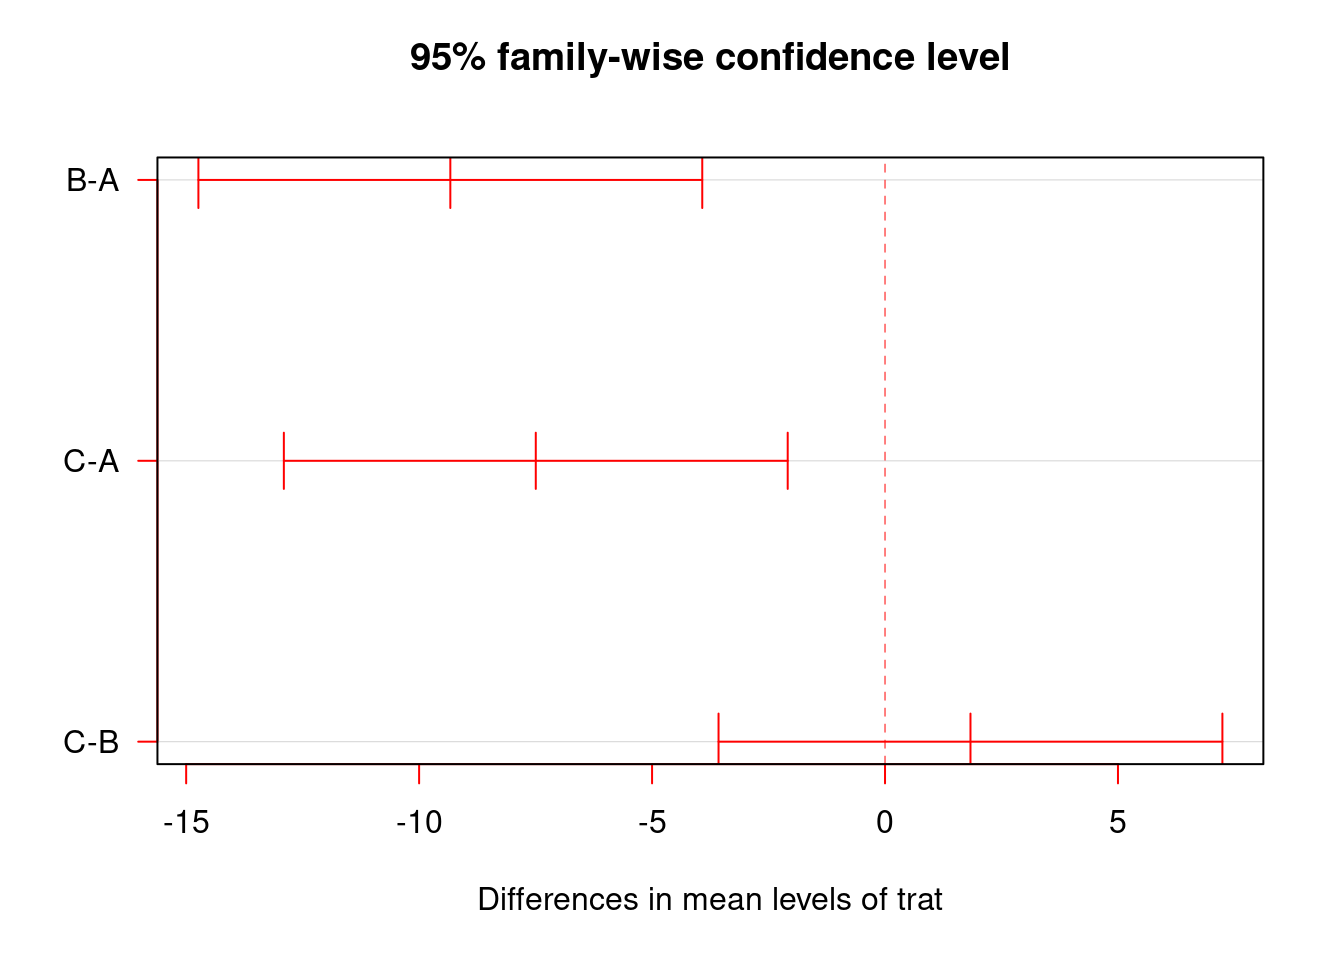 95% family-wise confidence level
B-A
C-A
C-B
-15 -10 -5 0 5
Differences in mean levels of trat